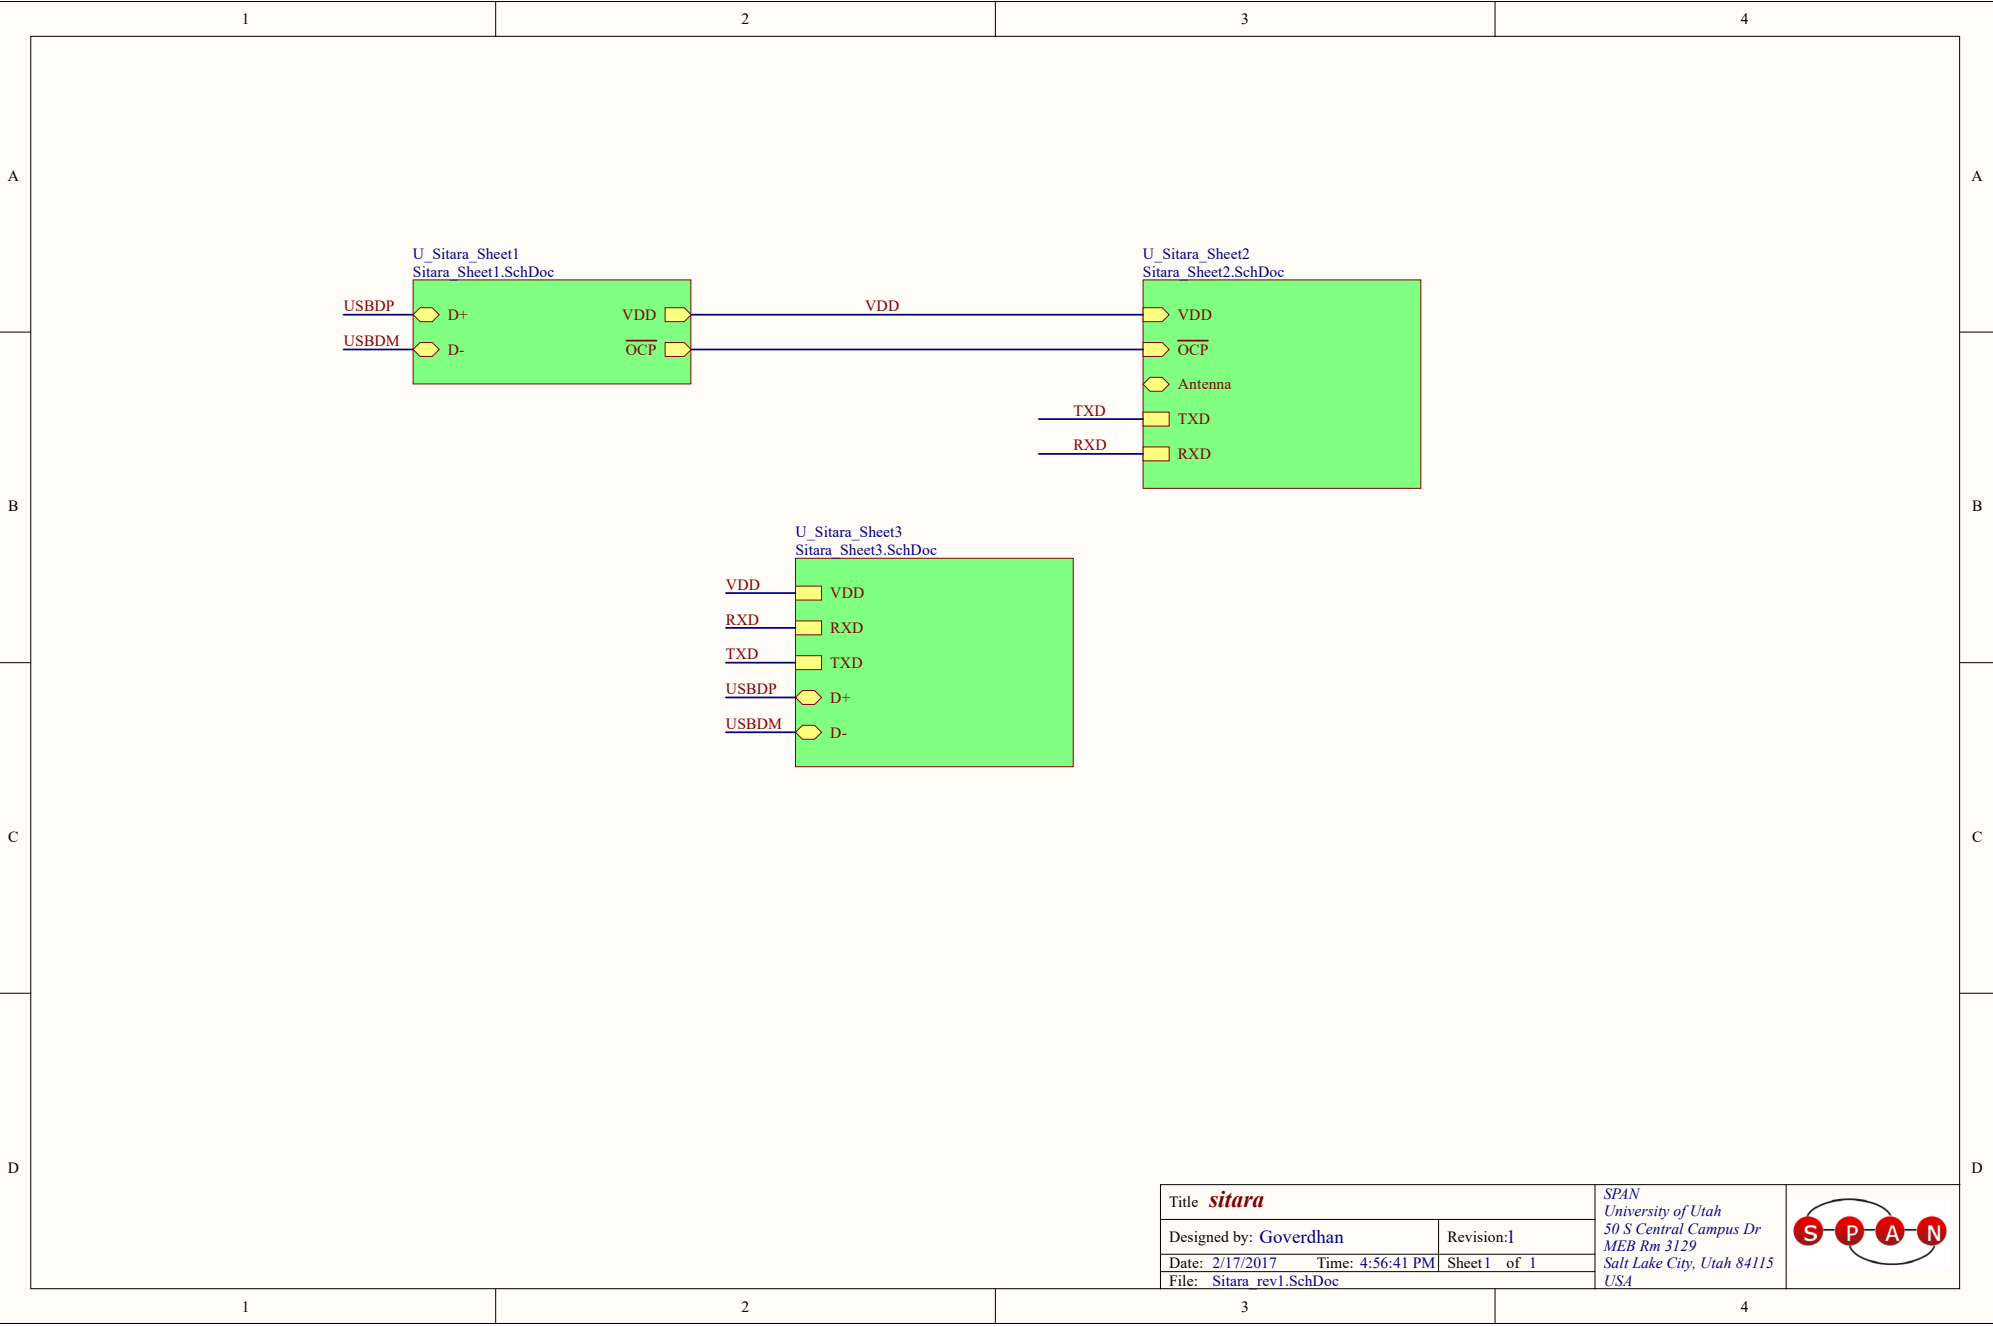 1 2 3 4
A A
U_Sitara_Sheet1
Sitara_Sheet1.SchDoc
USBDP D+ VDD
USBDM D- OCP
VDD
U_Sitara_Sheet2
Sitara_Sheet2.SchDoc
VDD
OCP
Antenna
TXD TXD
RXD RXD
B B
U_Sitara_Sheet3
Sitara_Sheet3.SchDoc
VDD VDD
RXD RXD
TXD TXD
USBDP D+
USBDM D-
C C
D D
Title sitara
Designed by: Goverdhan Revision:1
Date: 2/17/2017 Time: 4:56:41 PM Sheet1 of 1
File: Sitara_rev1.SchDoc
SPAN
University of Utah
50 S Central Campus Dr
MEB Rm 3129
Salt Lake City, Utah 84115
USA
S P A N
1 2 3 4